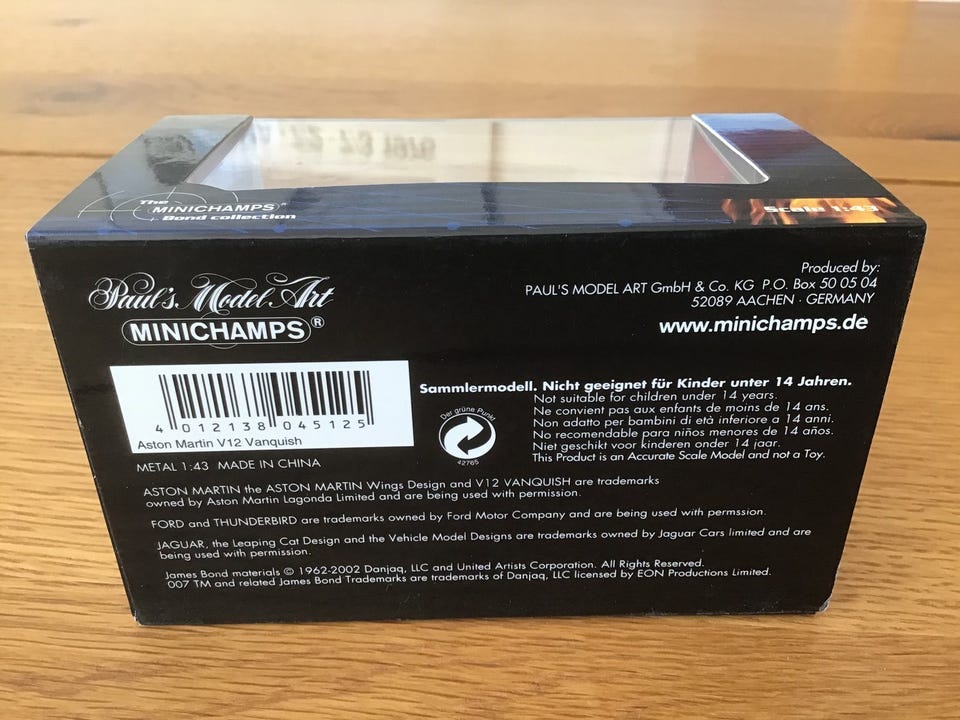 The
MINICHAMPS®
Bond collection
Scale 1:43
Paul's Model Art
MINICHAMPS®
Produced by:
PAUL'S MODEL ART GmbH & Co. KG P.O. Box 50 05 04
52089 AACHEN · GERMANY
www.minichamps.de
4 012138 045125
Aston Martin V12 Vanquish
METAL 1:43 MADE IN CHINA
Der grüne Punkt
42765
Sammlermodell. Nicht geeignet für Kinder unter 14 Jahren.
Not suitable for children under 14 years.
Ne convient pas aux enfants de moins de 14 ans.
Non adatto per bambini di età inferiore a 14 anni.
No recomendable para niños menores de 14 años.
Niet geschikt voor kinderen onder 14 jaar.
This Product is an Accurate Scale Model and not a Toy.
ASTON MARTIN the ASTON MARTIN Wings Design and V12 VANQUISH are trademarks
owned by Aston Martin Lagonda Limited and are being used with permission.
FORD and THUNDERBIRD are trademarks owned by Ford Motor Company and are being used with permssion.
JAGUAR, the Leaping Cat Design and the Vehicle Model Designs are trademarks owned by Jaguar Cars limited and are
being used with permission.
James Bond materials © 1962-2002 Danjaq, LLC and United Artists Corporation. All Rights Reserved.
007 TM and related James Bond Trademarks are trademarks of Danjaq, LLC licensed by EON Productions Limited.